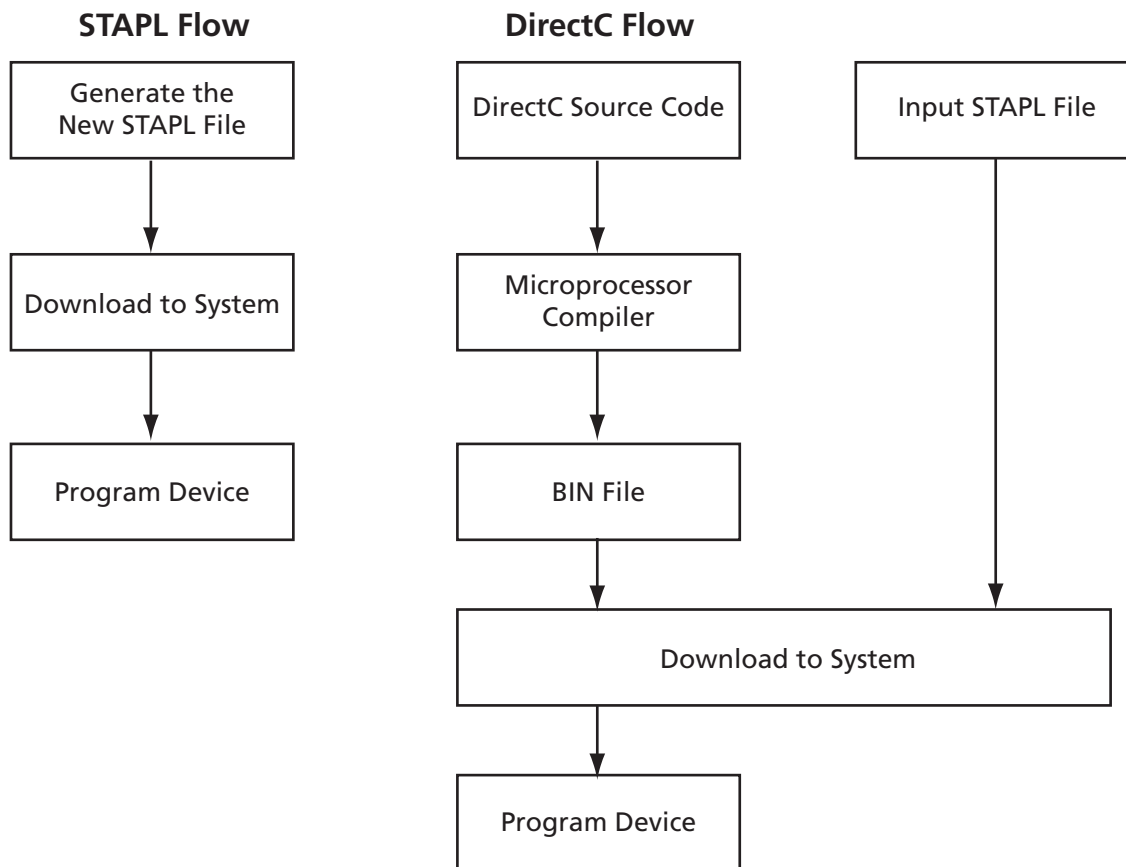 STAPL Flow
Generate the
New STAPL File
Download to System
Program Device
DirectC Flow
DirectC Source Code
Input STAPL File
Microprocessor
Compiler
BIN File
Download to System
Program Device